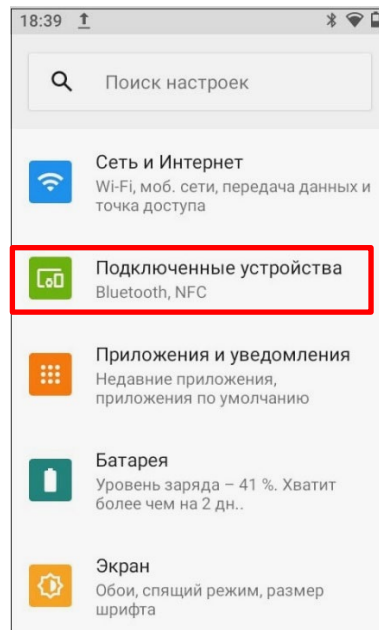 18:39
Поиск настроек
Сеть и Интернет
Wi-Fi, моб. сети, передача данных и
точка доступа
Подключенные устройства
Bluetooth, NFC
Приложения и уведомления
Недавние приложения,
приложения по умолчанию
Батарея
Уровень заряда – 41 %. Хватит
более чем на 2 дн..
Экран
Обои, спящий режим, размер
шрифта